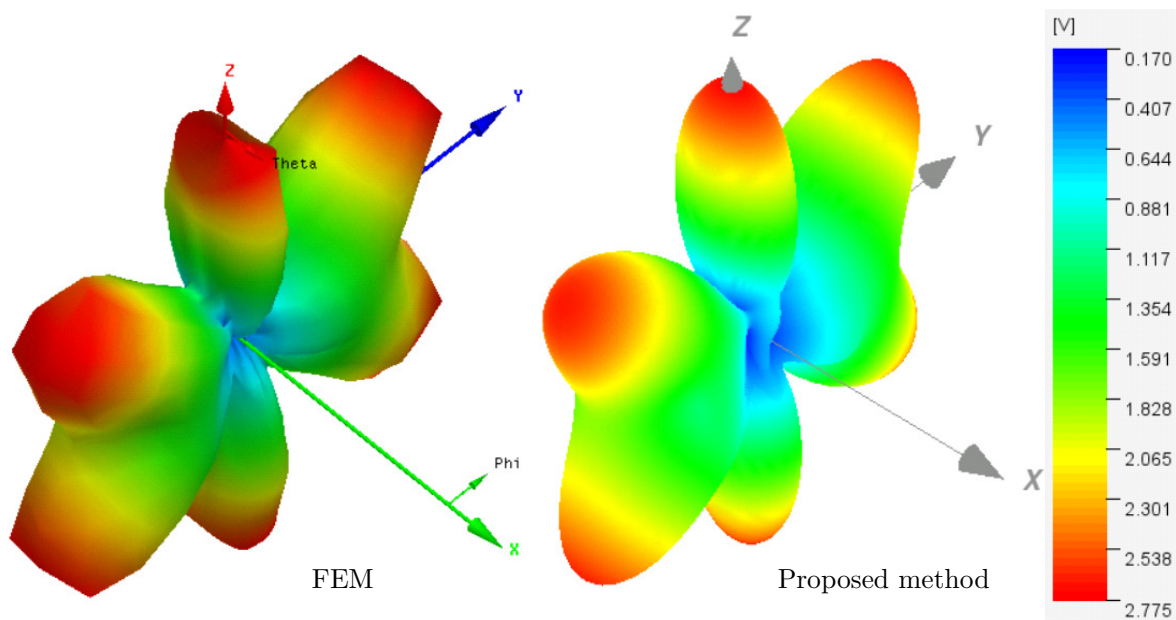 Z
Y
Theta
Phi
X
FEM
Z
Y
X
Proposed method
[V]
0.170
0.407
0.644
0.881
1.117
1.354
1.591
1.828
2.065
2.301
2.538
2.775